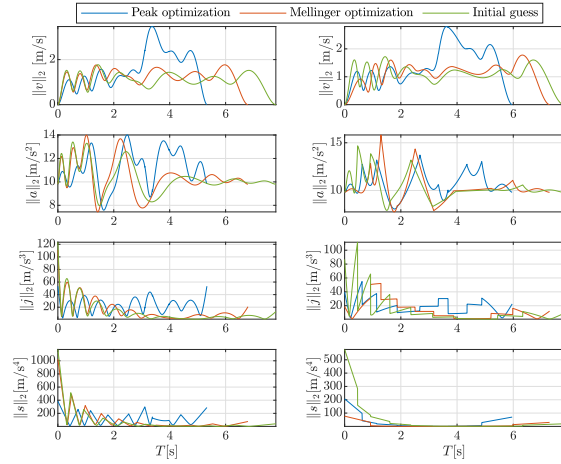 Peak optimization Mellinger optimization Initial guess
‖v‖₂ [m/s]
2
0
0 2 4 6
‖v‖₂ [m/s]
2
1
0
0 2 4 6
‖a‖₂ [m/s²]
14
12
10
8
0 2 4 6
‖a‖₂ [m/s²]
15
10
0 2 4 6
‖j‖₂ [m/s³]
120
100
80
60
40
20
0 2 4 6
‖j‖₂ [m/s³]
100
80
60
40
20
0 2 4 6
‖s‖₂ [m/s⁴]
1000
800
600
400
200
0 2 4 6
T[s]
‖s‖₂ [m/s⁴]
500
400
300
200
100
0 2 4 6
T[s]